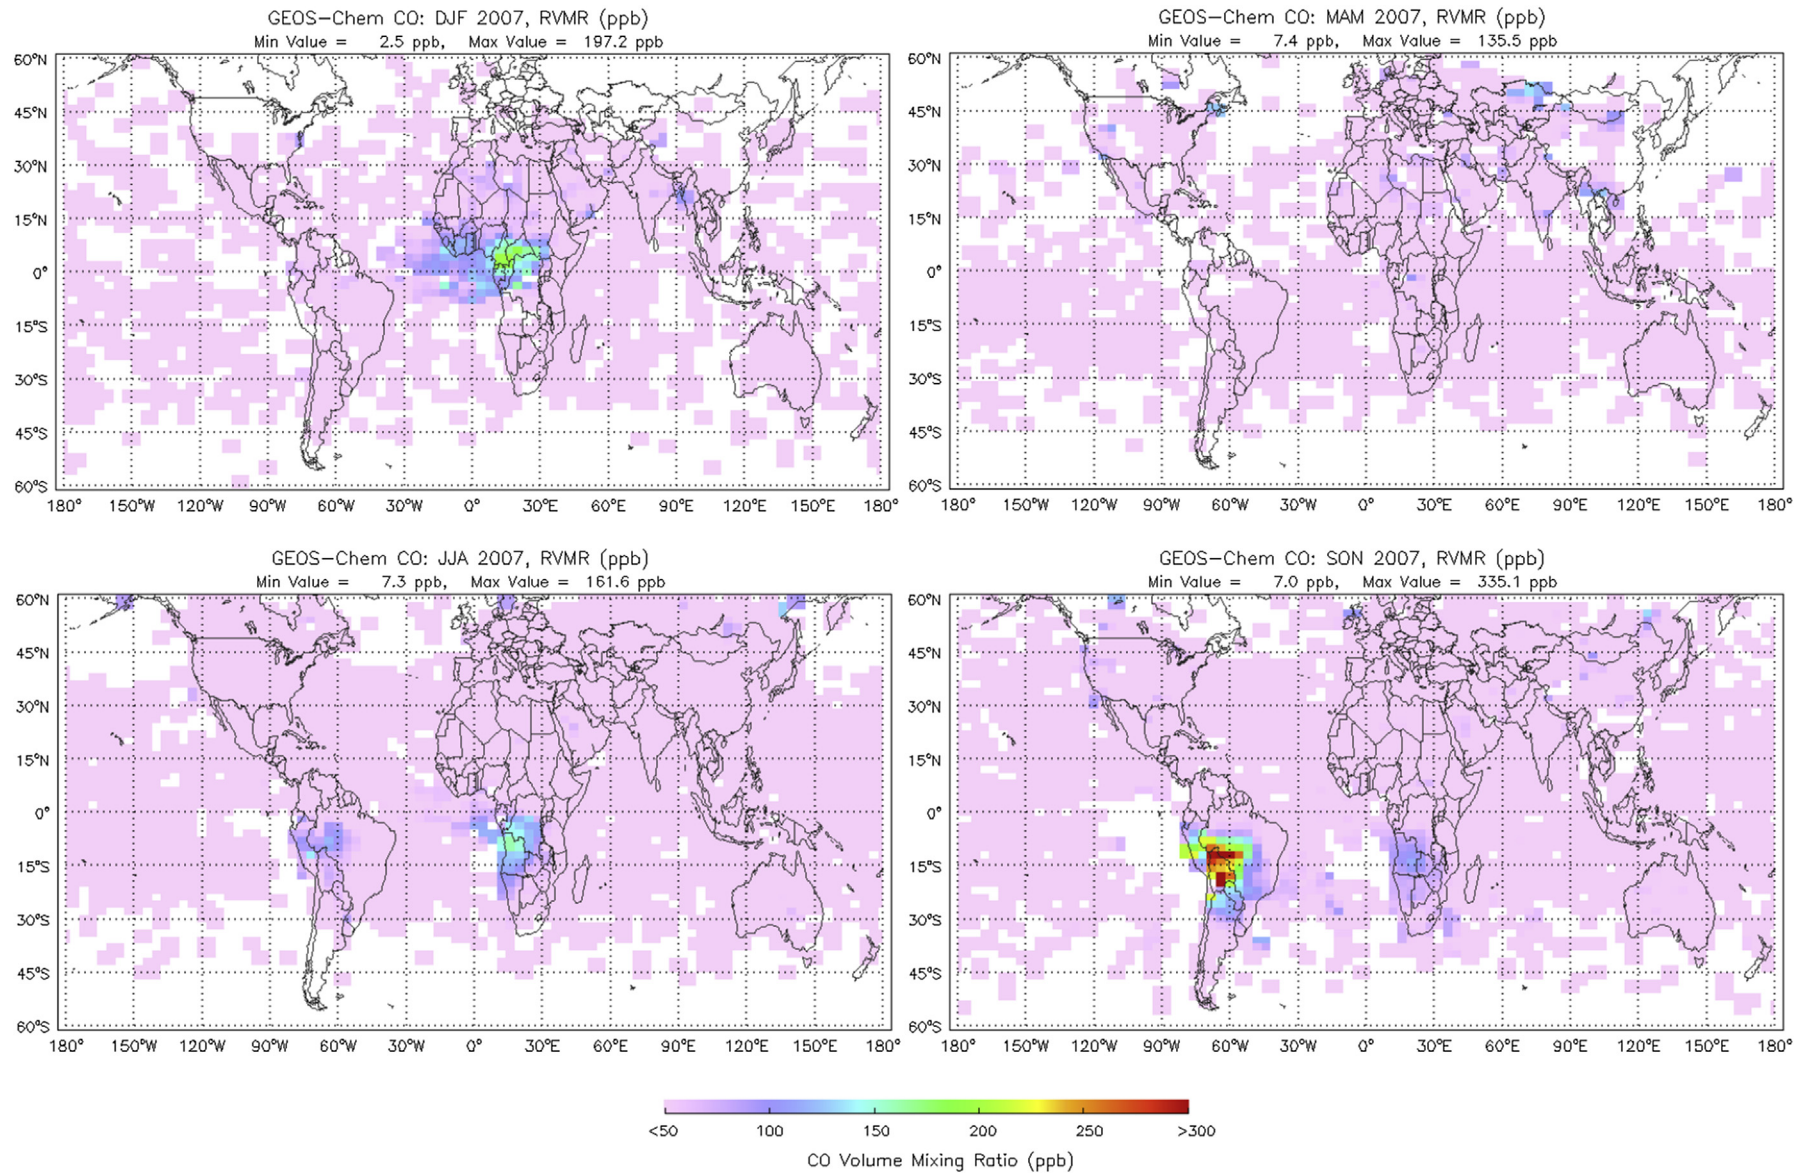 GEOS-Chem CO: DJF 2007, RVMR (ppb)
Min Value = 2.5 ppb, Max Value = 197.2 ppb
60°N
45°N
30°N
15°N
0°
15°S
30°S
45°S
60°S
180° 150°W 120°W 90°W 60°W 30°W 0° 30°E 60°E 90°E 120°E 150°E 180°
GEOS-Chem CO: MAM 2007, RVMR (ppb)
Min Value = 7.4 ppb, Max Value = 135.5 ppb
60°N
45°N
30°N
15°N
0°
15°S
30°S
45°S
60°S
180° 150°W 120°W 90°W 60°W 30°W 0° 30°E 60°E 90°E 120°E 150°E 180°
GEOS-Chem CO: JJA 2007, RVMR (ppb)
Min Value = 7.3 ppb, Max Value = 161.6 ppb
60°N
45°N
30°N
15°N
0°
15°S
30°S
45°S
60°S
180° 150°W 120°W 90°W 60°W 30°W 0° 30°E 60°E 90°E 120°E 150°E 180°
GEOS-Chem CO: SON 2007, RVMR (ppb)
Min Value = 7.0 ppb, Max Value = 335.1 ppb
60°N
45°N
30°N
15°N
0°
15°S
30°S
45°S
60°S
180° 150°W 120°W 90°W 60°W 30°W 0° 30°E 60°E 90°E 120°E 150°E 180°
<50 100 150 200 250 >300
CO Volume Mixing Ratio (ppb)